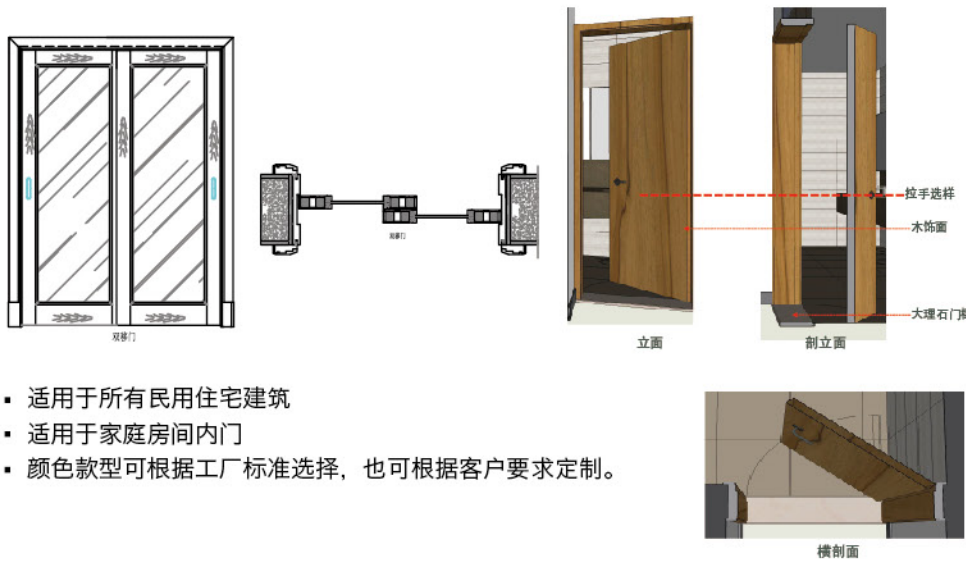 双移门
双移门
拉手选样
木饰面
大理石门
立面
剖立面
▪ 适用于所有民用住宅建筑
▪ 适用于家庭房间内门
▪ 颜色款型可根据工厂标准选择，也可根据客户要求定制。
横剖面